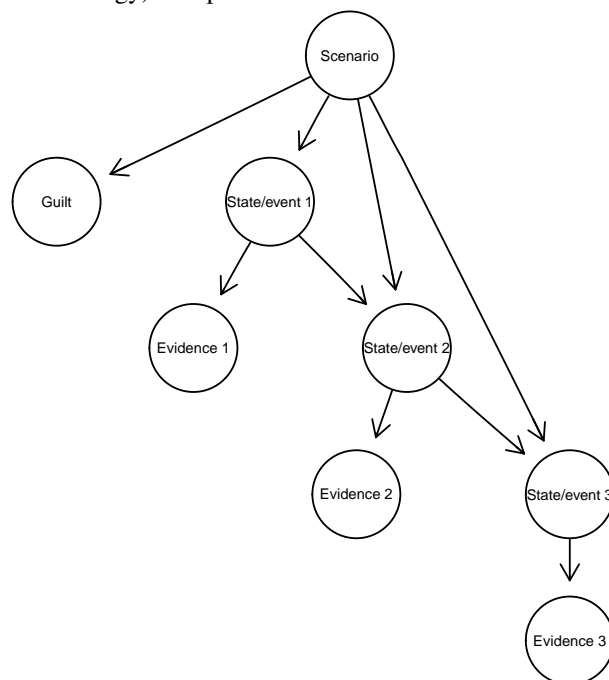 Scenario
Guilt
State/event 1
Evidence 1
State/event 2
Evidence 2
State/event 3
Evidence 3